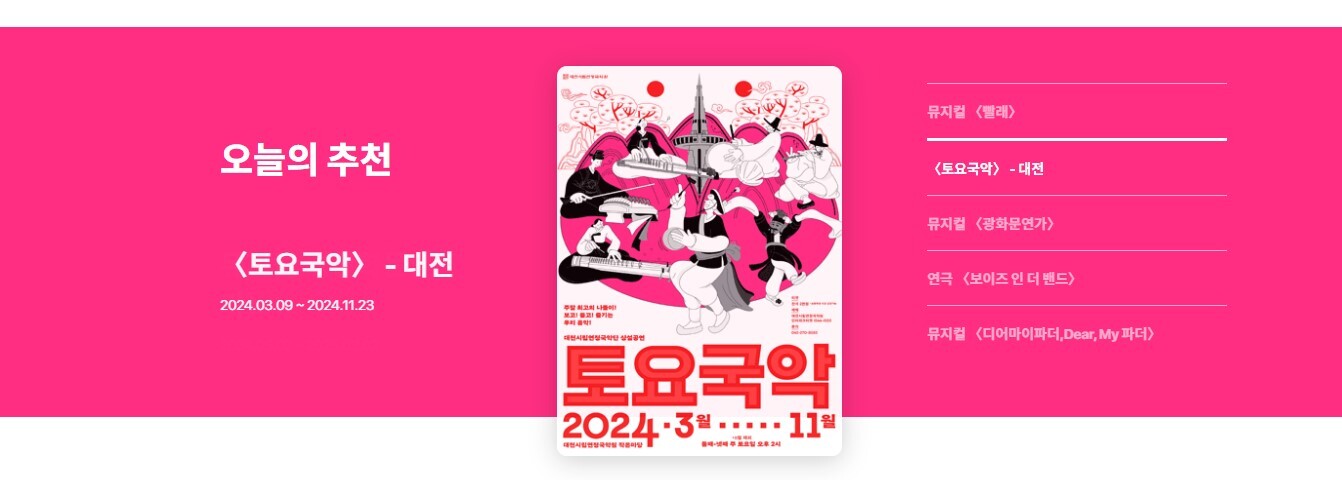 오늘의 추천
〈토요국악〉 - 대전
2024.03.09 ~ 2024.11.23
주말 최고의 나들이!
보고! 듣고! 즐기는
우리 음악!
대전시립연정국악단 상설공연
토요국악
2024·3월 ····· 11월
대전시립연정국악원 작은마당
둘째·넷째 주 토요일 오후 2시
뮤지컬 〈빨래〉
〈토요국악〉 - 대전
뮤지컬 〈광화문연가〉
연극 〈보이즈 인 더 밴드〉
뮤지컬 〈디어마이파더,Dear, My 파더〉